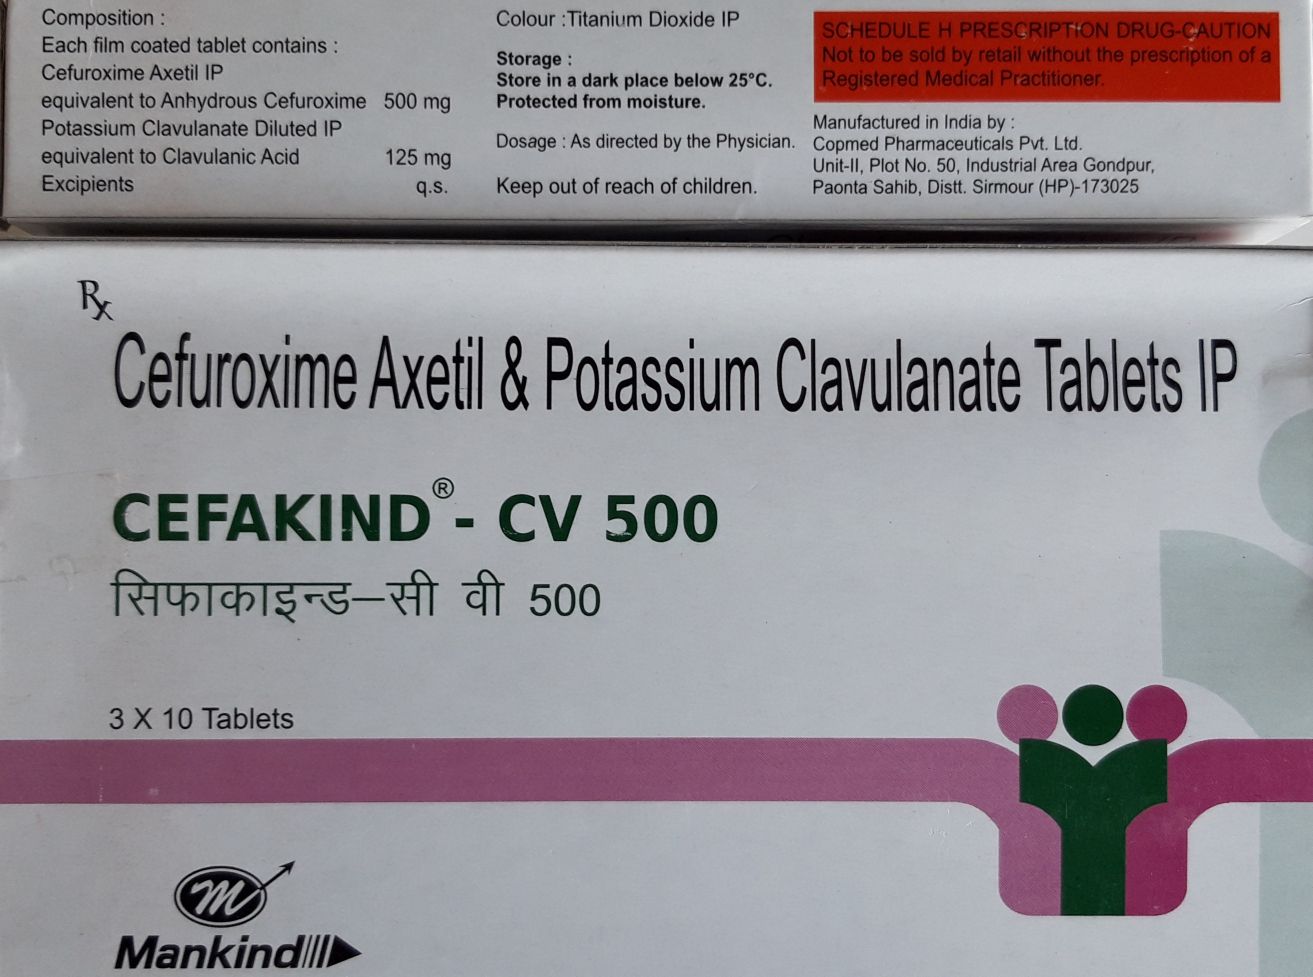 Composition :
Each film coated tablet contains :
Cefuroxime Axetil IP
equivalent to Anhydrous Cefuroxime 500 mg
Potassium Clavulanate Diluted IP
equivalent to Clavulanic Acid 125 mg
Excipients q.s.
Colour :Titanium Dioxide IP
Storage :
Store in a dark place below 25°C.
Protected from moisture.
Dosage : As directed by the Physician.
Keep out of reach of children.
SCHEDULE H PRESCRIPTION DRUG-CAUTION
Not to be sold by retail without the prescription of a
Registered Medical Practitioner.
Manufactured in India by :
Copmed Pharmaceuticals Pvt. Ltd.
Unit-II, Plot No. 50, Industrial Area Gondpur,
Paonta Sahib, Distt. Sirmour (HP)-173025
Rx
Cefuroxime Axetil & Potassium Clavulanate Tablets IP
CEFAKIND® - CV 500
सिफाकाइन्ड–सी वी 500
3 X 10 Tablets
m
Mankind